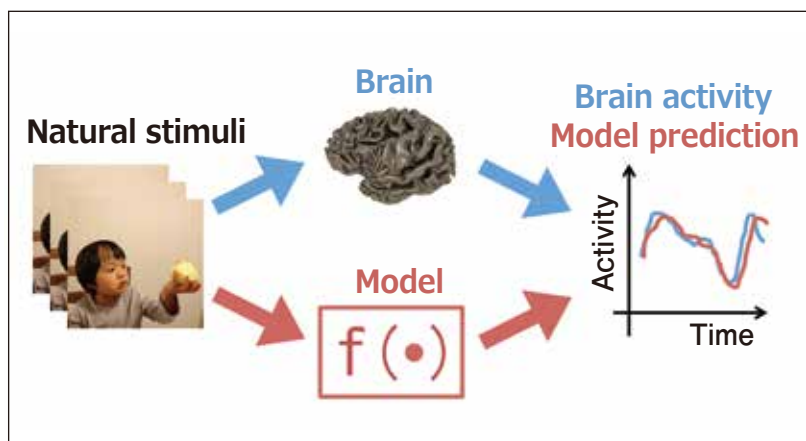 Natural stimuli
Brain
Model
f(•)
Brain activity
Model prediction
Activity
Time